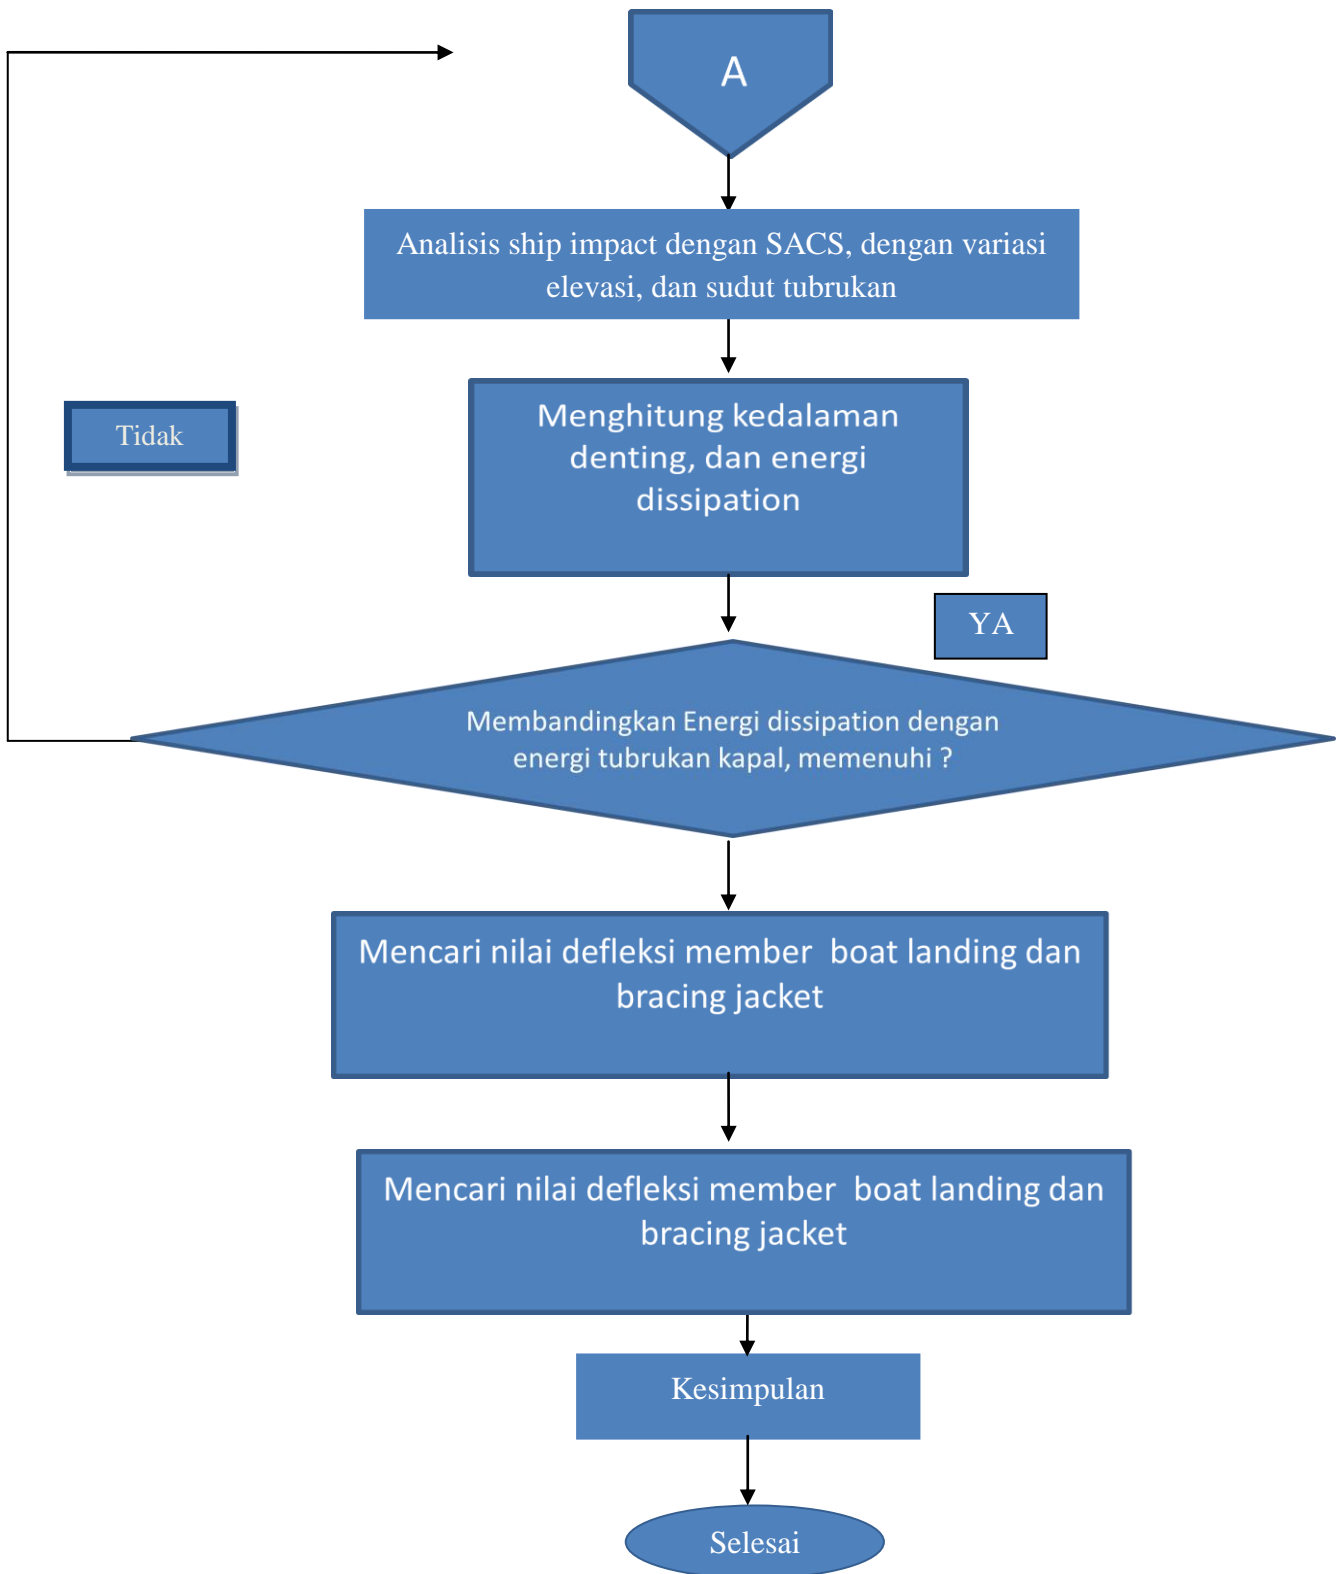 A
Analisis ship impact dengan SACS, dengan variasi
elevasi, dan sudut tubrukan
Tidak
Menghitung kedalaman
denting, dan energi
dissipation
YA
Membandingkan Energi dissipation dengan
energi tubrukan kapal, memenuhi ?
Mencari nilai defleksi member  boat landing dan
bracing jacket
Mencari nilai defleksi member  boat landing dan
bracing jacket
Kesimpulan
Selesai